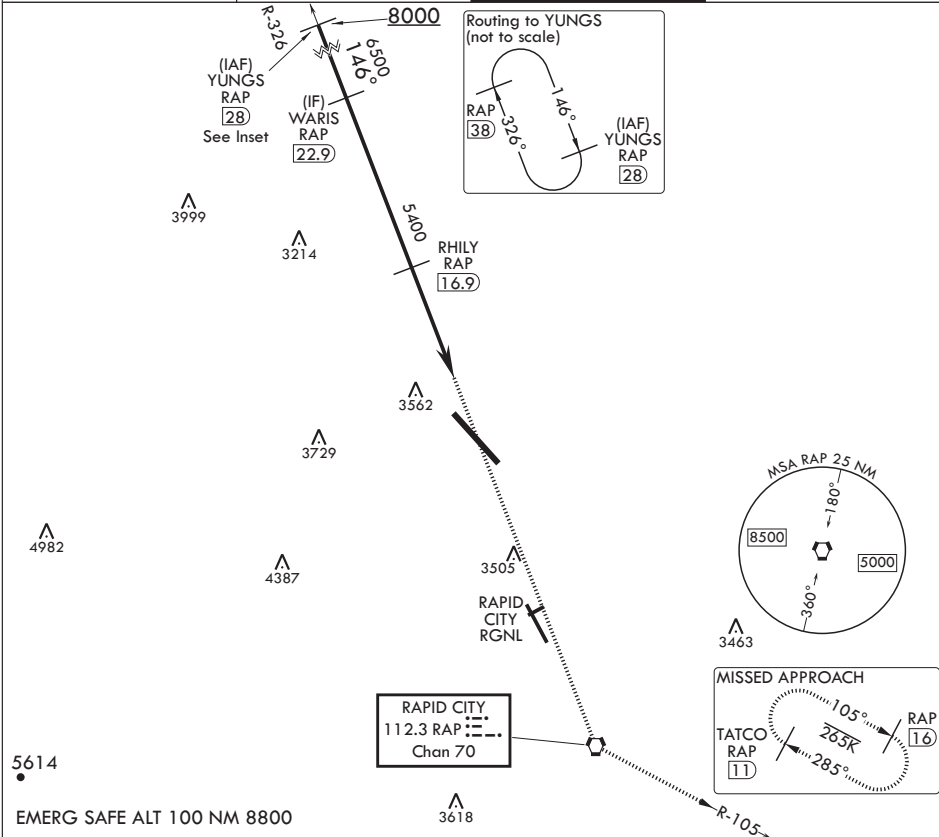 R-326
8000
6500
146°
(IAF)
YUNGS
RAP
28
See Inset
(IF)
WARIS
RAP
22.9
Routing to YUNGS
(not to scale)
RAP
38
146°
326°
(IAF)
YUNGS
RAP
28
3999
3214
5400
RHILY
RAP
16.9
3562
3729
4982
4387
3505
RAPID
CITY
RGNL
MSA RAP 25 NM
180°
8500
5000
360°
3463
RAPID CITY
112.3 RAP
Chan 70
MISSED APPROACH
105°
RAP
16
265K
TATCO
RAP
11
285°
5614
EMERG SAFE ALT 100 NM 8800
3618
R-105